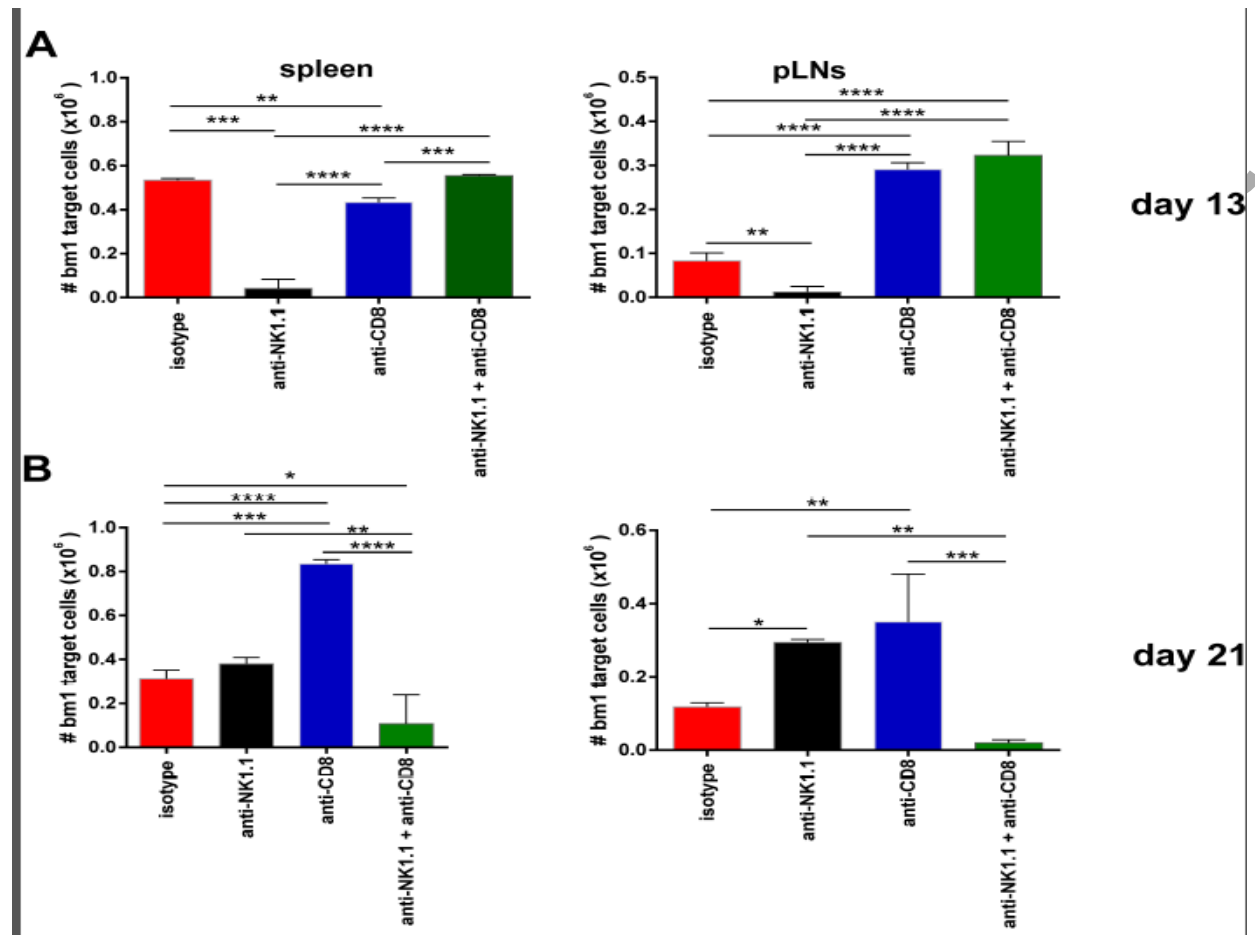 A
spleen
pLNs
# bm1 target cells (x10⁶ )
1.0
0.8
0.6
0.4
0.2
0.0
**
***
****
***
****
isotype
anti-NK1.1
anti-CD8
anti-NK1.1 + anti-CD8
# bm1 target cells (x10⁶ )
0.5
0.4
0.3
0.2
0.1
0.0
****
****
****
****
**
isotype
anti-NK1.1
anti-CD8
anti-NK1.1 + anti-CD8
day 13
B
# bm1 target cells (x10⁶ )
1.0
0.8
0.6
0.4
0.2
0.0
*
****
***
**
****
isotype
anti-NK1.1
anti-CD8
anti-NK1.1 + anti-CD8
# bm1 target cells (x10⁶ )
0.6
0.4
0.2
0.0
**
**
***
*
isotype
anti-NK1.1
anti-CD8
anti-NK1.1 + anti-CD8
day 21